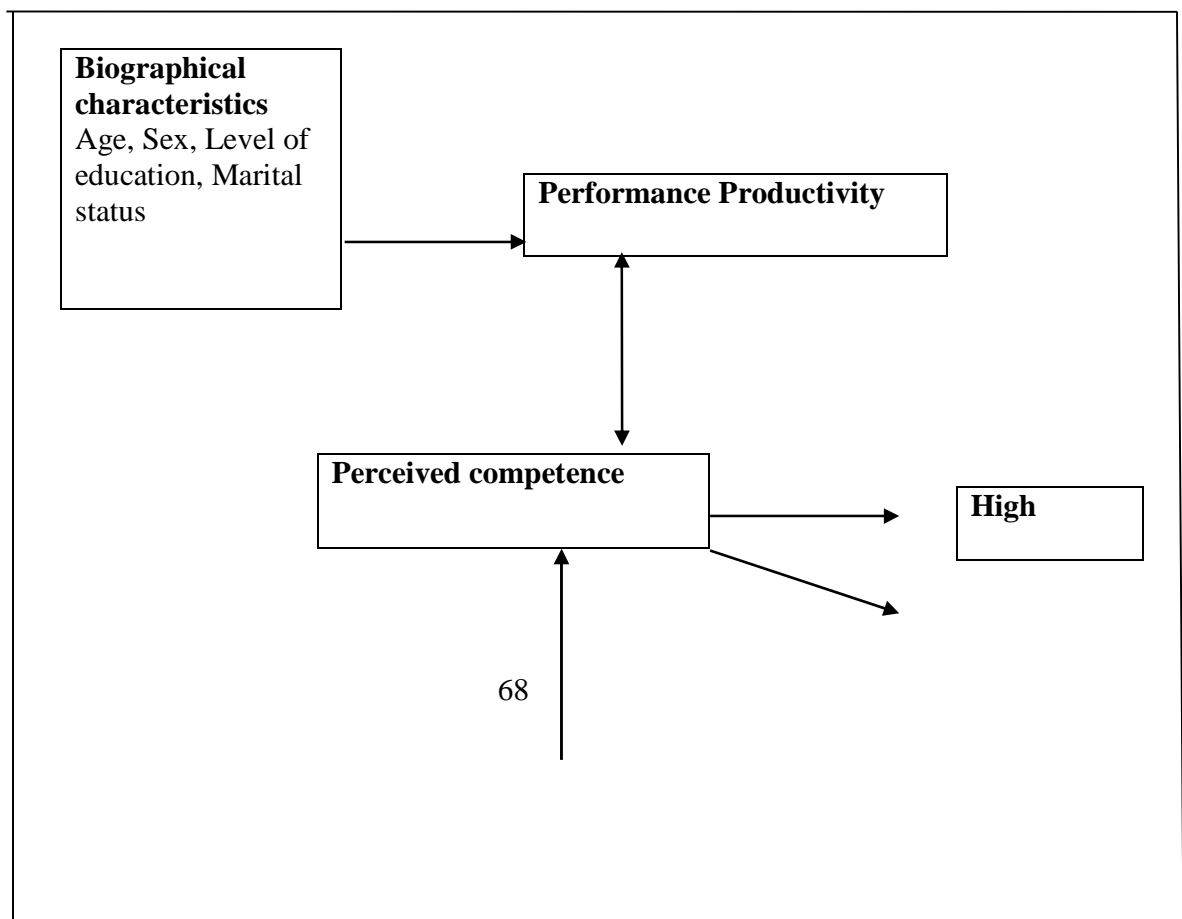 Biographical
characteristics
Age, Sex, Level of
education, Marital
status
Performance Productivity
Perceived competence
High
68